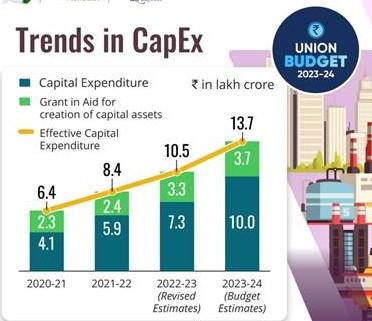 Trends in CapEx
₹
UNION
BUDGET
2023-24
Capital Expenditure
₹ in lakh crore
Grant in Aid for
creation of capital assets
Effective Capital
Expenditure
6.4
8.4
10.5
13.7
2.3
2.4
3.3
3.7
4.1
5.9
7.3
10.0
2020-21
2021-22
2022-23
(Revised
Estimates)
2023-24
(Budget
Estimates)